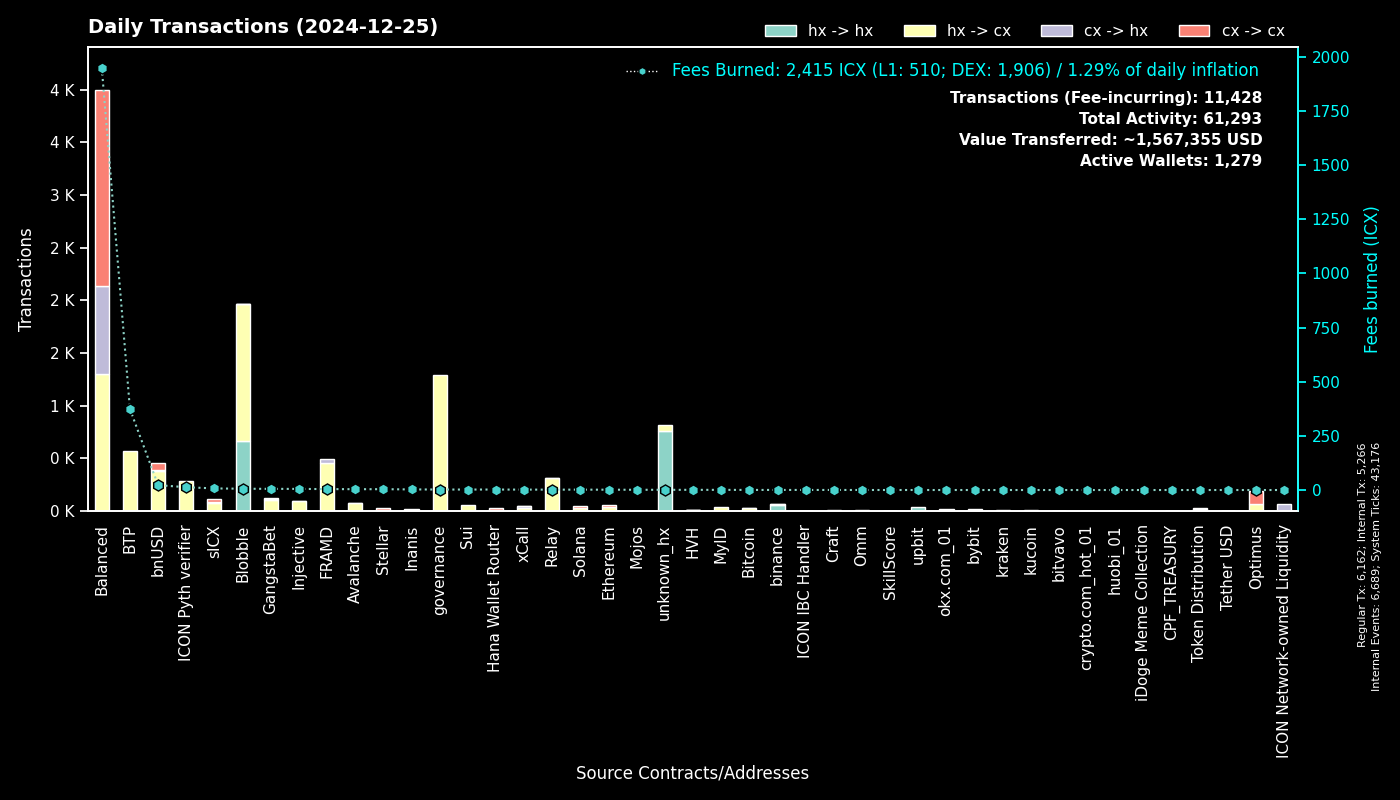 Daily Transactions (2024-12-25)
hx -> hx
hx -> cx
cx -> hx
cx -> cx
Fees Burned: 2,415 ICX (L1: 510; DEX: 1,906) / 1.29% of daily inflation
Transactions (Fee-incurring): 11,428
Total Activity: 61,293
Value Transferred: ~1,567,355 USD
Active Wallets: 1,279
Transactions
4 K
4 K
3 K
2 K
2 K
2 K
1 K
0 K
0 K
2000
1750
1500
1250
1000
750
500
250
0
Fees burned (ICX)
Balanced
BTP
bnUSD
ICON Pyth verifier
sICX
Blobble
GangstaBet
Injective
FRAMD
Avalanche
Stellar
Inanis
governance
Sui
Hana Wallet Router
xCall
Relay
Solana
Ethereum
Mojos
unknown_hx
HVH
MyID
Bitcoin
binance
ICON IBC Handler
Craft
Omm
SkillScore
upbit
okx.com_01
bybit
kraken
kucoin
bitvavo
crypto.com_hot_01
huobi_01
iDoge Meme Collection
CPF_TREASURY
Token Distribution
Tether USD
Optimus
ICON Network-owned Liquidity
Source Contracts/Addresses
Regular Tx: 6,162; Internal Tx: 5,266
Internal Events: 6,689; System Ticks: 43,176